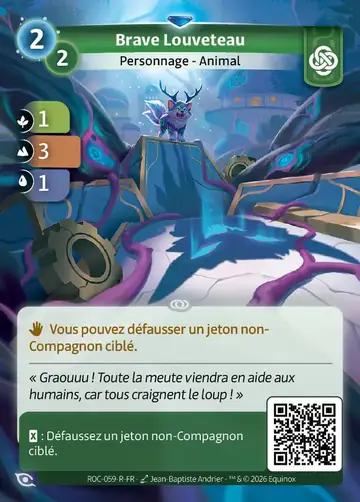 2
2
Brave Louveteau
Personnage - Animal
1
3
1
Vous pouvez défausser un jeton non-
Compagnon ciblé.
« Graouuu ! Toute la meute viendra en aide aux
humains, car tous craignent le loup ! »
X : Défaussez un jeton non-Compagnon
ciblé.
ROC-059-R-FR - Jean-Baptiste Andrier - ™ & © 2026 Equinox